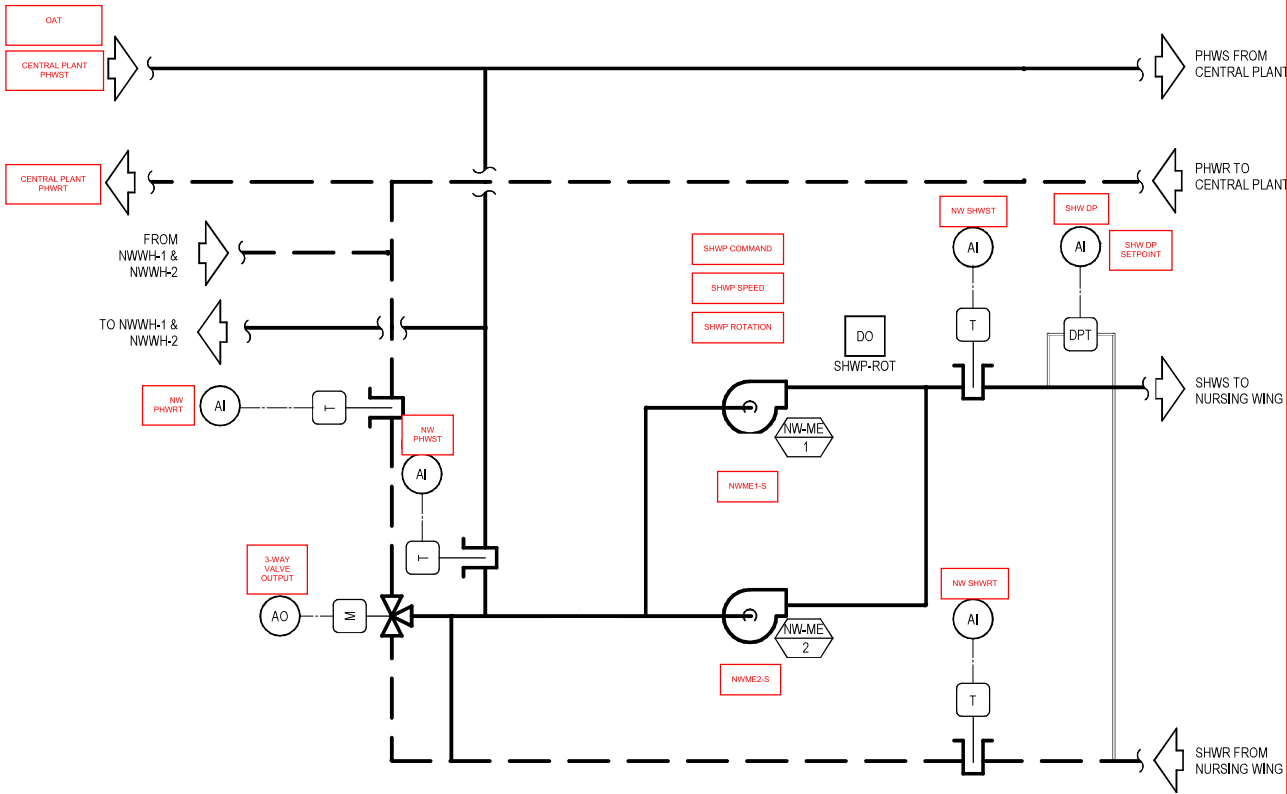 OAT
CENTRAL PLANT
PHWST
PHWS FROM
CENTRAL PLANT
CENTRAL PLANT
PHWRT
PHWR TO
CENTRAL PLANT
FROM
NWWH-1 &
NWWH-2
TO NWWH-1 &
NWWH-2
SHWP COMMAND
SHWP SPEED
SHWP ROTATION
NW SHWST
AI
T
SHW DP
AI
SHW DP
SETPOINT
DPT
DO
SHWP-ROT
SHWS TO
NURSING WING
NW
PHWRT
AI
T
NW
PHWST
AI
T
NW-ME
1
NWME1-S
3-WAY
VALVE
OUTPUT
AO
M
NW-ME
2
NWME2-S
NW SHWRT
AI
T
SHWR FROM
NURSING WING